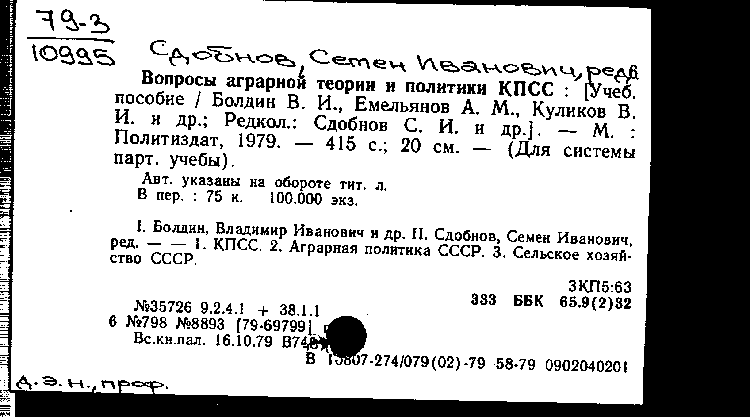 79-3
10995
Сдобнов, Семен Иванович, ред.
Вопросы аграрной теории и политики КПСС : [Учеб.
пособие / Болдин В. И., Емельянов А. М., Куликов В.
И. и др.; Редкол.: Сдобнов С. И. и др.]. — М. :
Политиздат, 1979. — 415 с.; 20 см. — (Для системы
парт. учебы).
Авт. указаны на обороте тит. л.
В пер. : 75 к. 100.000 экз.
I. Болдин, Владимир Иванович и др. II. Сдобнов, Семен Иванович,
ред. — — 1. КПСС. 2. Аграрная политика СССР. 3. Сельское хозяй-
ство СССР.
3КП5:63
333 ББК 65.9(2)32
№35726 9.2.4.1 + 38.1.1
6 №798 №8893 [79-69799]
Вс.кн.пал. 16.10.79
В 10807-274/079(02)-79 58-79 0902040201
д.э.н., проф.